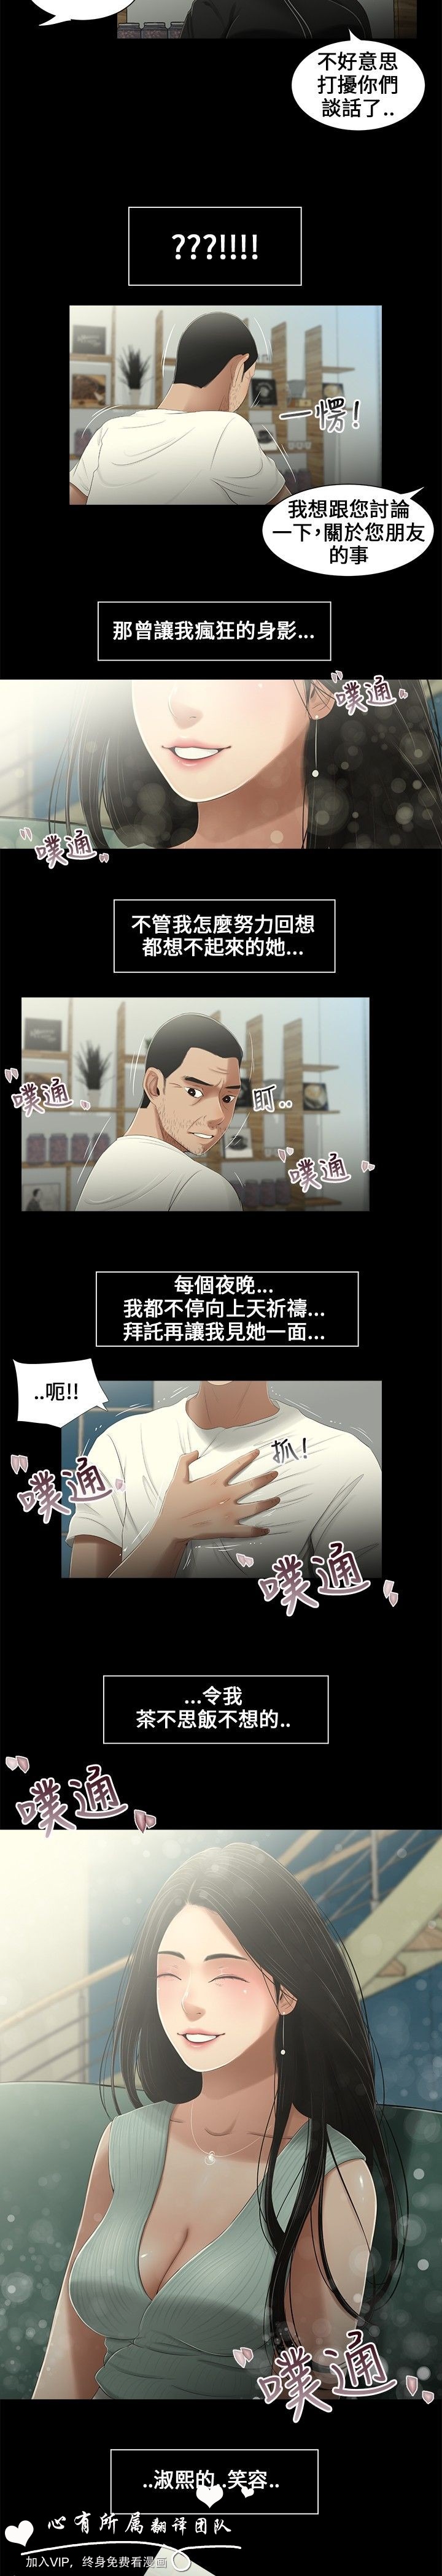 不好意思
打擾你們
談話了..
???!!!!
一愣!
我想跟您討論
一下,關於您朋友
的事
那曾讓我瘋狂的身影...
噗通
噗通
不管我怎麼努力回想
都想不起來的她...
噗通
盯..
噗通
每個夜晚...
我都不停向上天祈禱...
拜託再讓我見她一面...
..呃!!
抓!
噗通
噗通
...令我
茶不思飯不想的..
噗通
噗通
..淑熙的..笑容..
心有所属翻译团队
加入VIP，终身免费看漫画